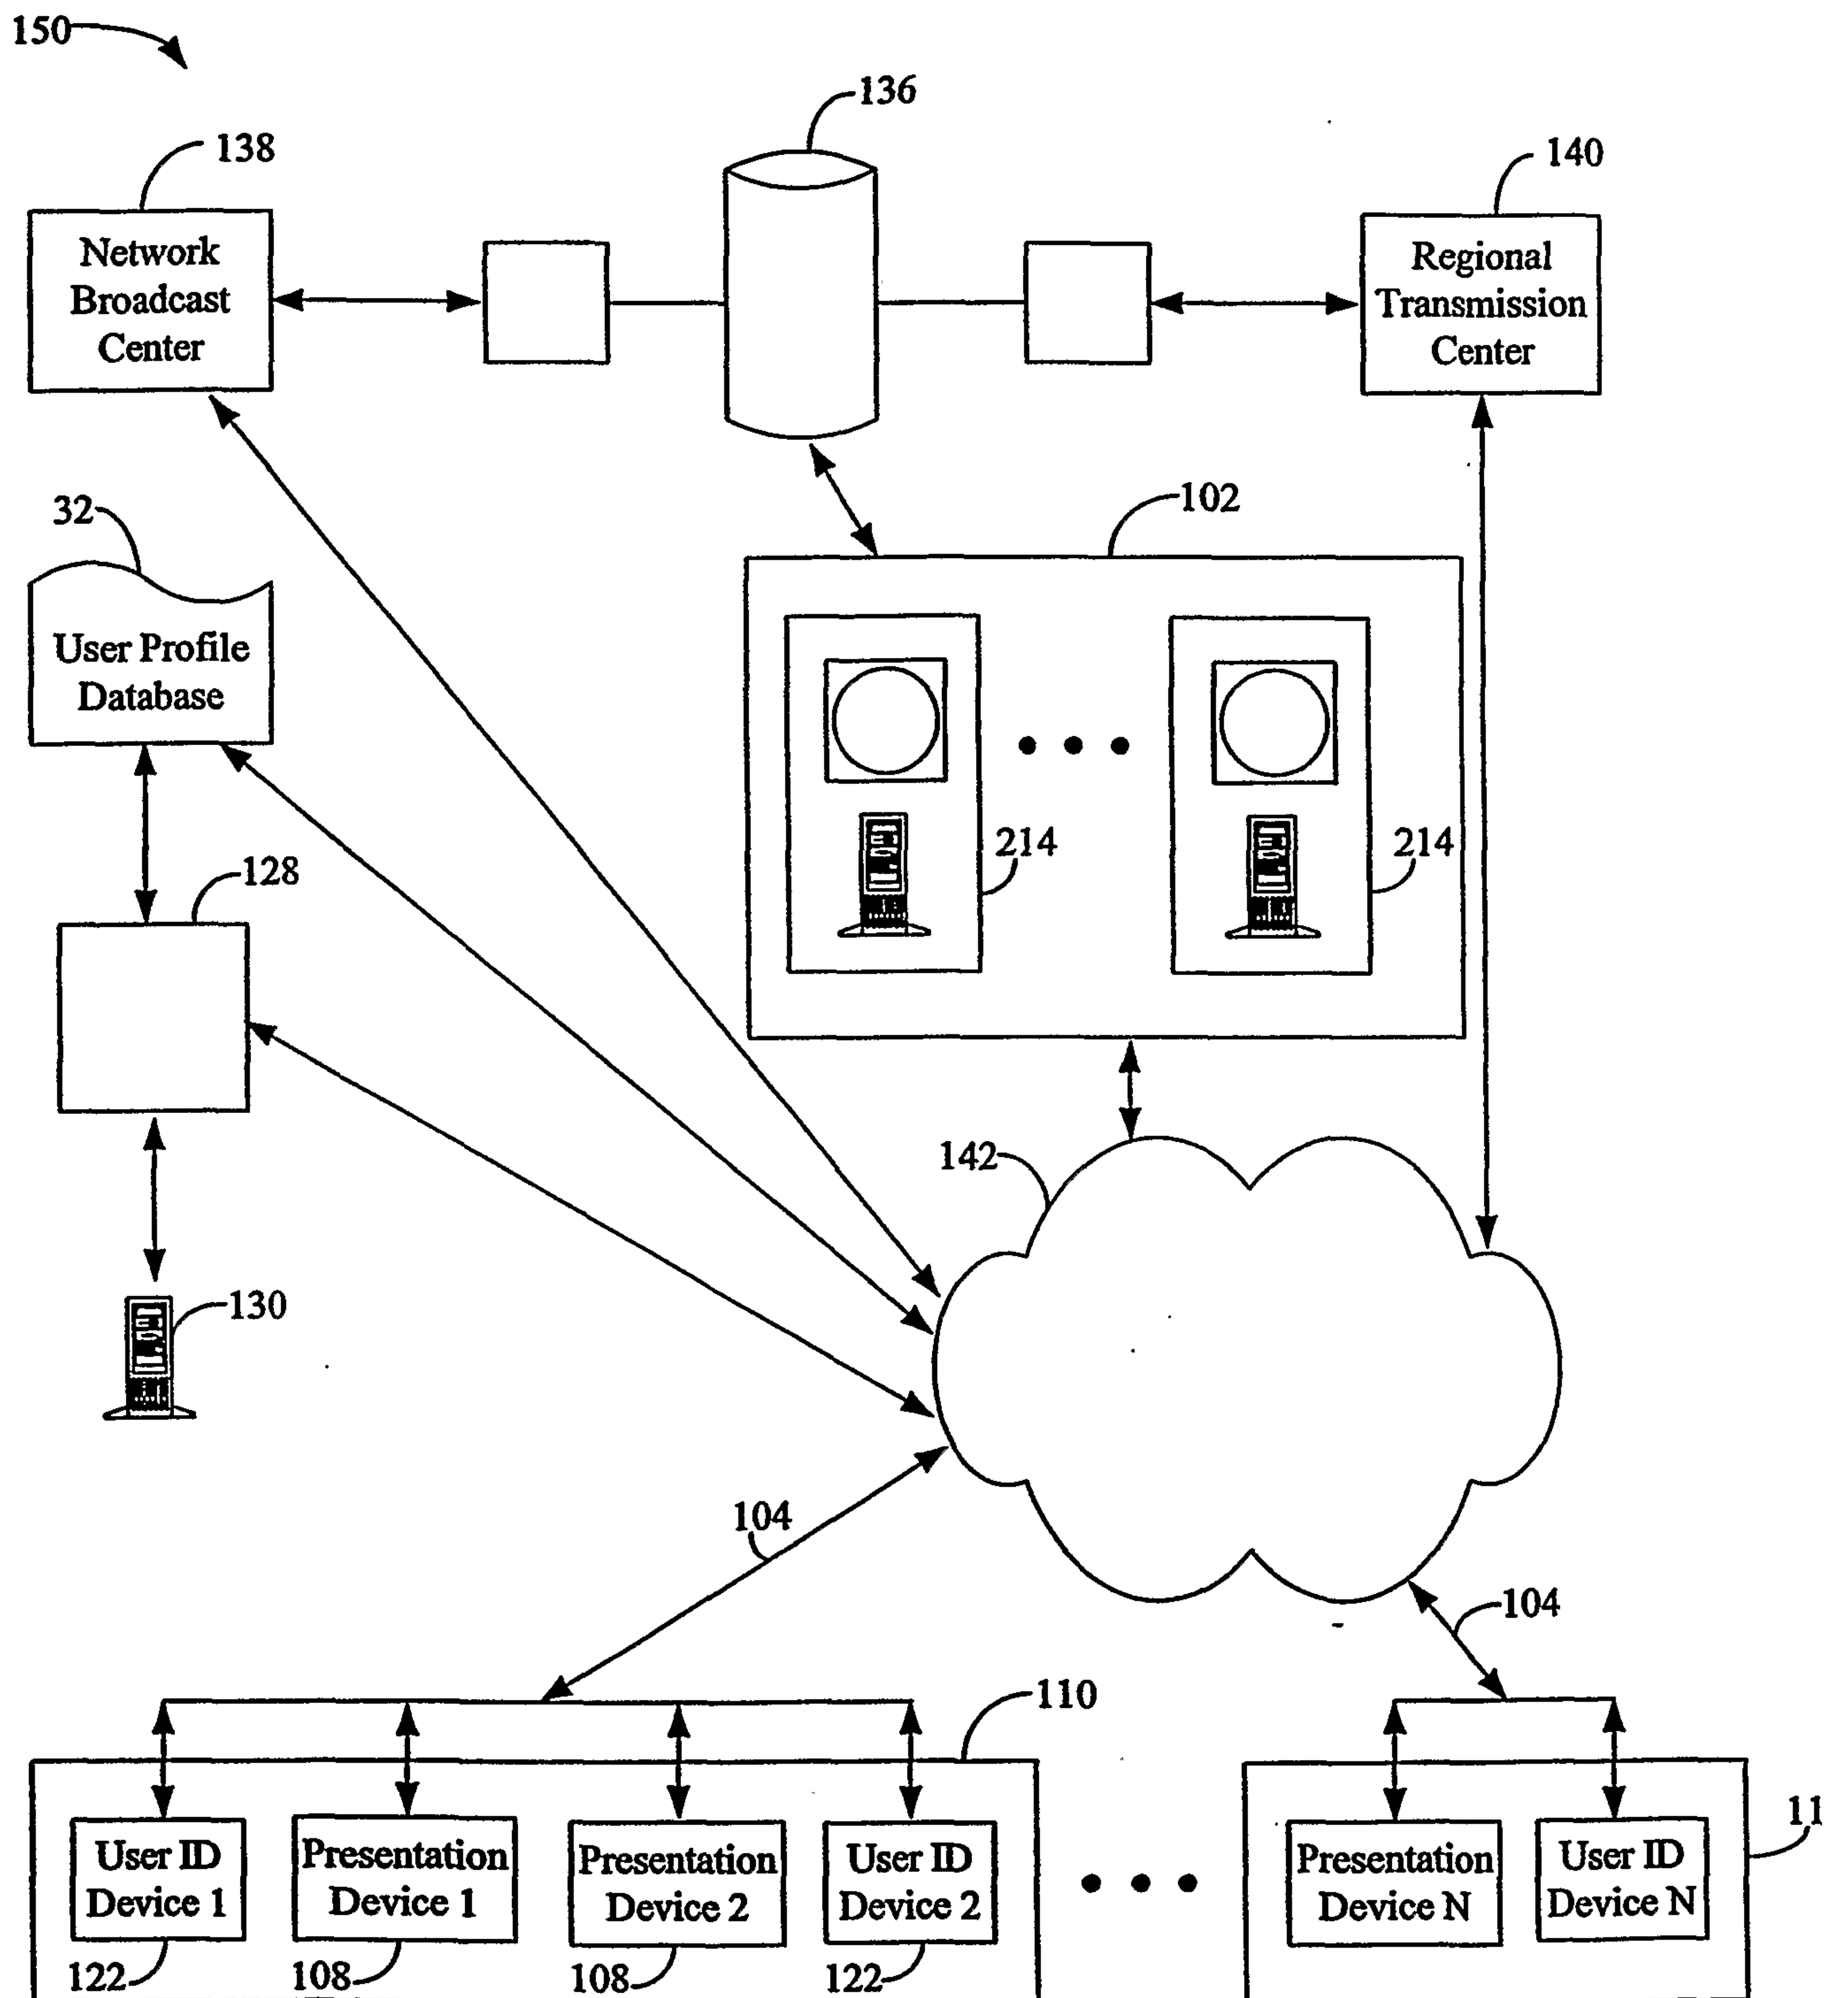 150
136
138
140
Network
Broadcast
Center
Regional
Transmission
Center
32
102
User Profile
Database
214
214
128
142
130
104
104
110
11
User ID
Device 1
Presentation
Device 1
Presentation
Device 2
User ID
Device 2
Presentation
Device N
User ID
Device N
122
108
108
122